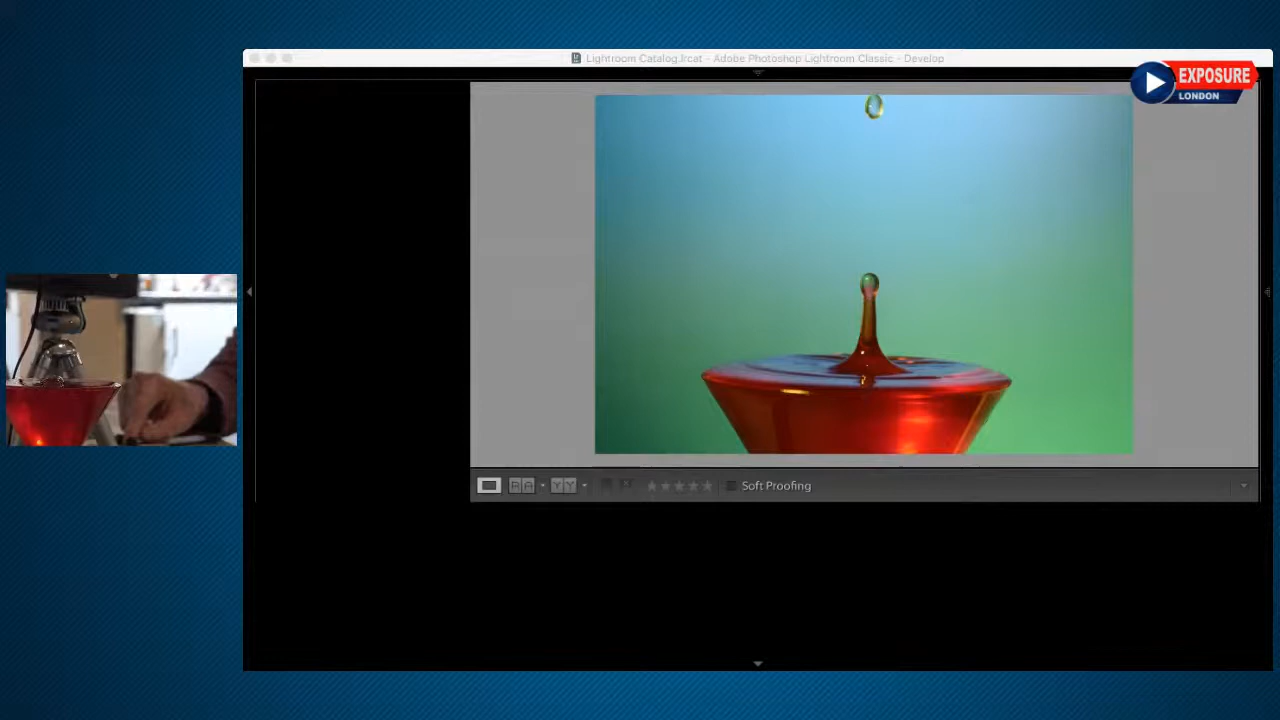 Lightroom Catalog.lrcat - Adobe Photoshop Lightroom Classic - Develop
EXPOSURE
LONDON
R A
Y Y
Soft Proofing